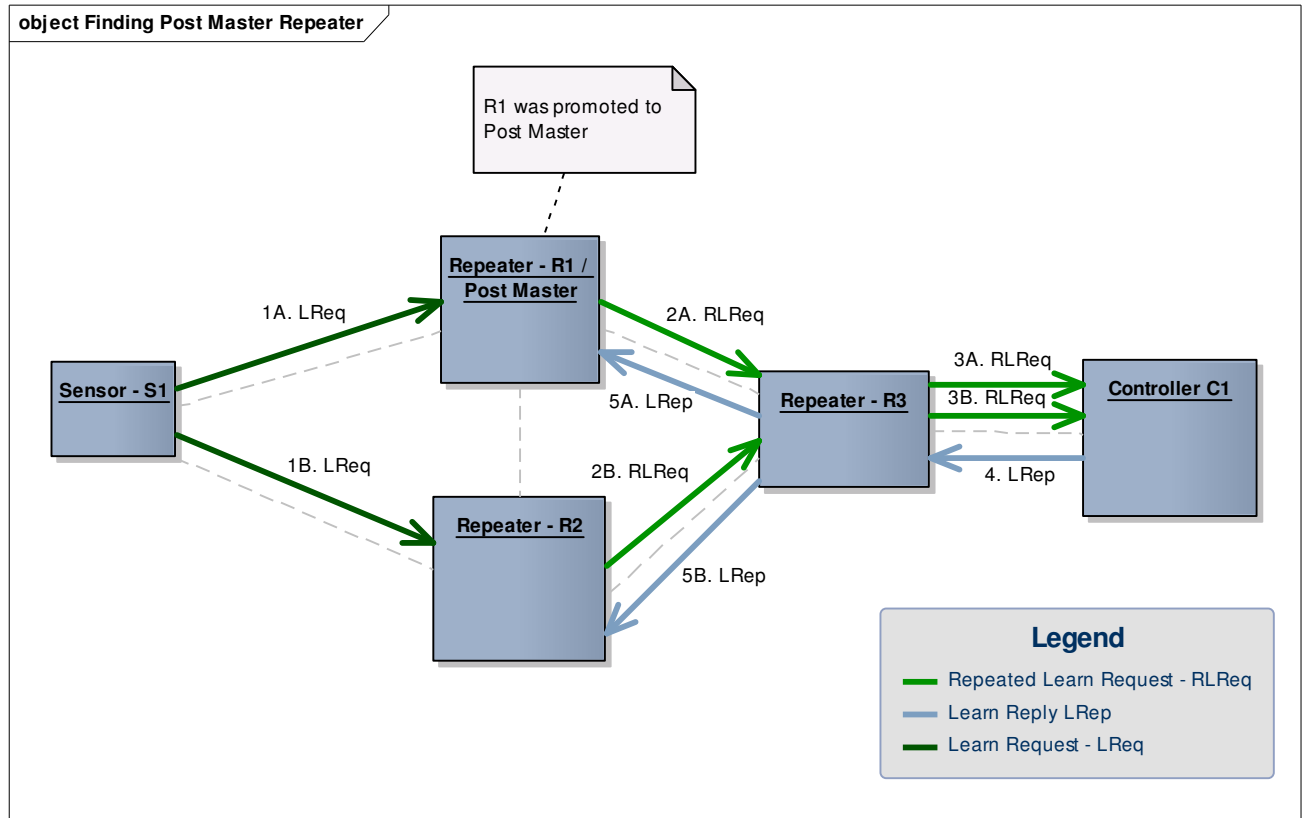 object Finding Post Master Repeater
R1 was promoted to
Post Master
Repeater - R1 /
Post Master
1A. LReq
2A. RLReq
3A. RLReq
Sensor - S1
5A. LRep
Repeater - R3
3B. RLReq
Controller C1
1B. LReq
2B. RLReq
4. LRep
Repeater - R2
5B. LRep
Legend
Repeated Learn Request - RLReq
Learn Reply LRep
Learn Request - LReq